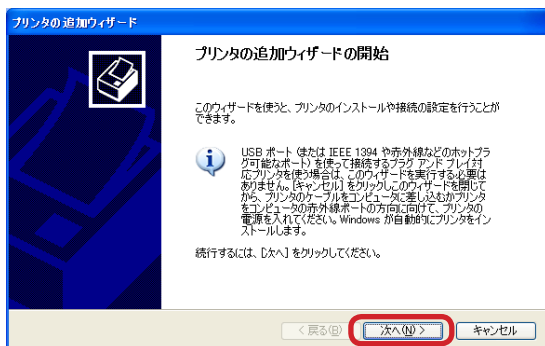 プリンタの追加ウィザード
プリンタの追加ウィザードの開始
このウィザードを使うと、プリンタのインストールや接続の設定を行うことが
できます。
USB ポート (または IEEE 1394 や赤外線などのホットプラ
グ可能なポート) を使って接続するプラグ アンド プレイ対
応プリンタを使う場合は、このウィザードを実行する必要は
ありません。[キャンセル] をクリックしこのウィザードを閉じて
から、プリンタのケーブルをコンピュータに差し込むかプリンタ
をコンピュータの赤外線ポートの方向に向けて、プリンタの
電源を入れてください。Windows が自動的にプリンタをイン
ストールします。
続行するには、[次へ] をクリックしてください。
< 戻る(B)
次へ(N) >
キャンセル